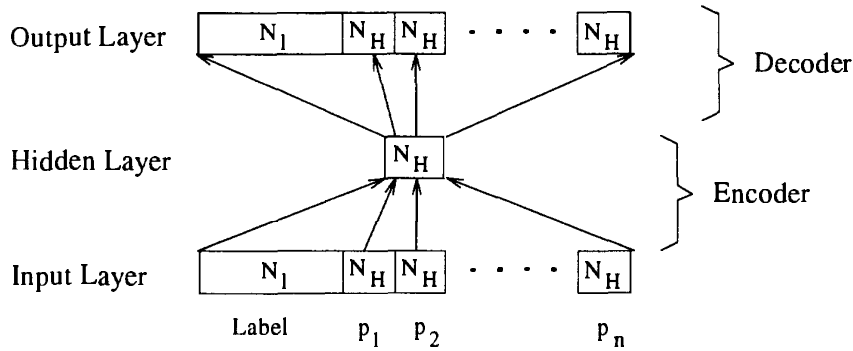 Output Layer N_l N_H N_H . . . . N_H
Decoder
Hidden Layer N_H
Encoder
Input Layer N_l N_H N_H . . . . N_H
Label p_1 p_2 p_n